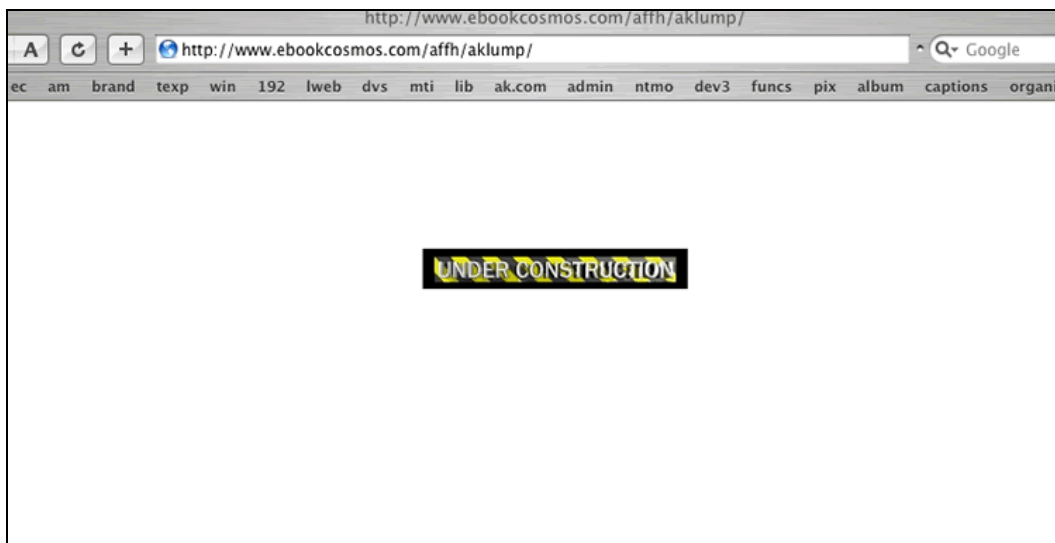 http://www.ebookcosmos.com/affh/aklump/
A http://www.ebookcosmos.com/affh/aklump/ Google
ec am brand texp win 192 lweb dvs mti lib ak.com admin ntmo dev3 funcs pix album captions organi
UNDER CONSTRUCTION